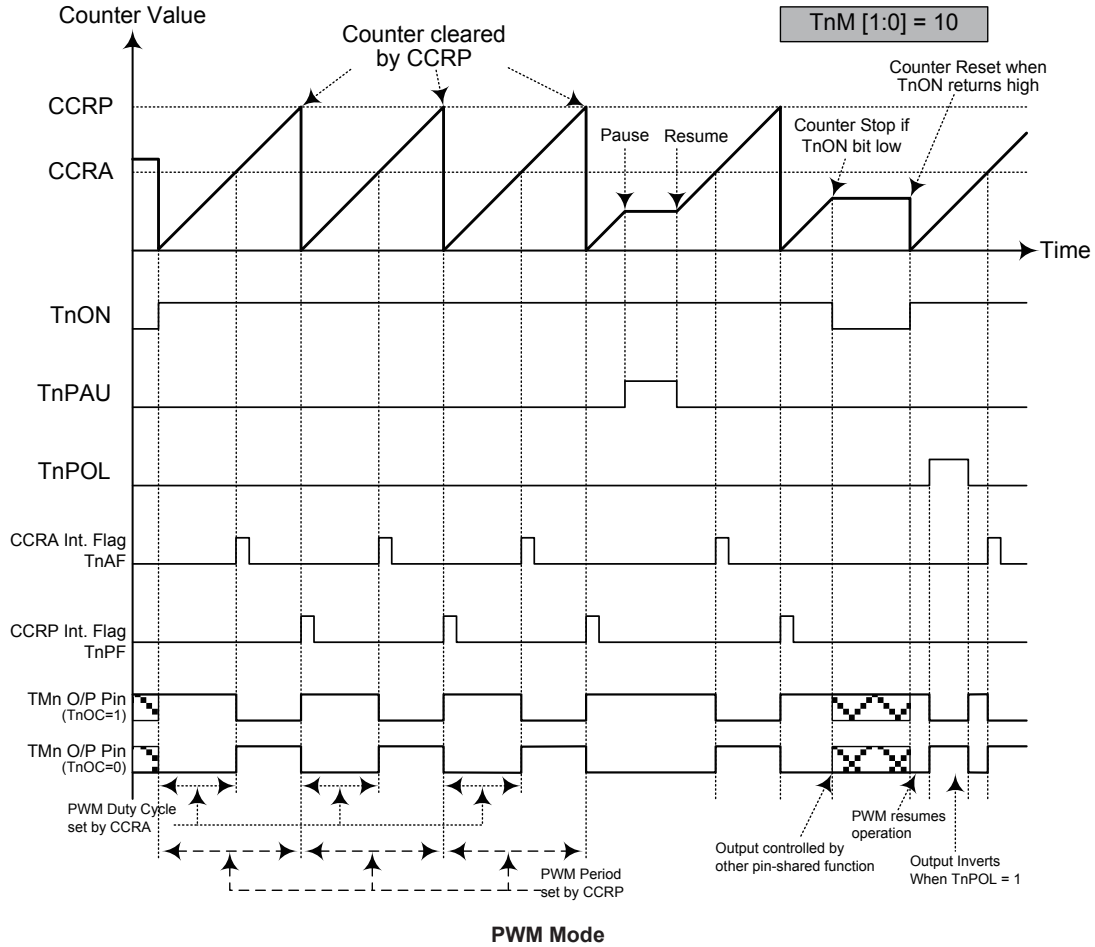 Counter Value
TnM [1:0] = 10
Counter cleared
by CCRP
Counter Reset when
TnON returns high
CCRP
Pause
Resume
Counter Stop if
TnON bit low
CCRA
Time
TnON
TnPAU
TnPOL
CCRA Int. Flag
TnAF
CCRP Int. Flag
TnPF
TMn O/P Pin
(TnOC=1)
TMn O/P Pin
(TnOC=0)
PWM Duty Cycle
set by CCRA
PWM resumes
operation
Output controlled by
other pin-shared function
Output Inverts
When TnPOL = 1
PWM Period
set by CCRP
PWM Mode